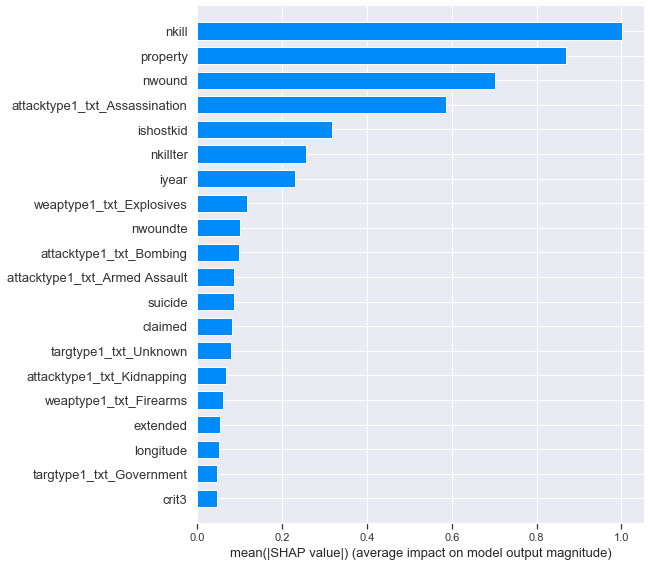 nkill
property
nwound
attacktype1_txt_Assassination
ishostkid
nkillter
iyear
weaptype1_txt_Explosives
nwoundte
attacktype1_txt_Bombing
attacktype1_txt_Armed Assault
suicide
claimed
targtype1_txt_Unknown
attacktype1_txt_Kidnapping
weaptype1_txt_Firearms
extended
longitude
targtype1_txt_Government
crit3
0.0 0.2 0.4 0.6 0.8 1.0
mean(|SHAP value|) (average impact on model output magnitude)